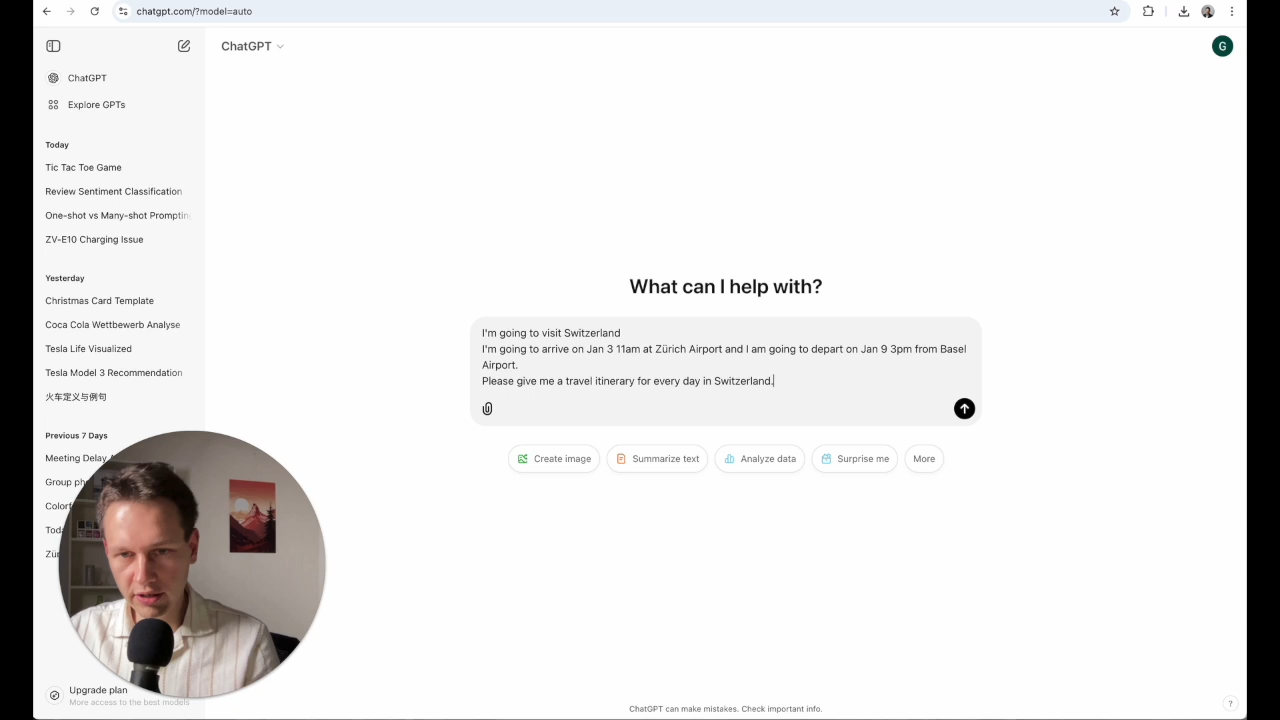 chatgpt.com/?model=auto
ChatGPT
G
ChatGPT
Explore GPTs
Today
Tic Tac Toe Game
Review Sentiment Classification
One-shot vs Many-shot
ZV-E10 Charging Issue
Yesterday
Christmas Card Template
Coca Cola Wettbewerb Analyse
Tesla Life Visualized
Tesla Model 3 Recommendation
火车定义与例句
Previous 7 Days
Meeting Delay
Group
What can I help with?
I'm going to visit Switzerland
I'm going to arrive on Jan 3 11am at Zürich Airport and I am going to depart on Jan 9 3pm from Basel
Airport.
Please give me a travel itinerary for every day in Switzerland.
Create image
Summarize text
Analyze data
Surprise me
More
Upgrade plan
More access to the best models
ChatGPT can make mistakes. Check important info.
?